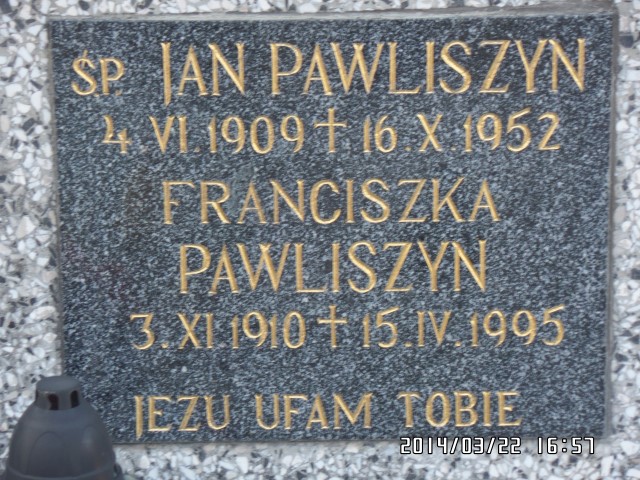 ŚP. JAN PAWLISZYN
4.VI.1909 † 16.X.1952
FRANCISZKA
PAWLISZYN
3.XI.1910 † 15.IV.1995
JEZU UFAM TOBIE
2014/03/22 16:57